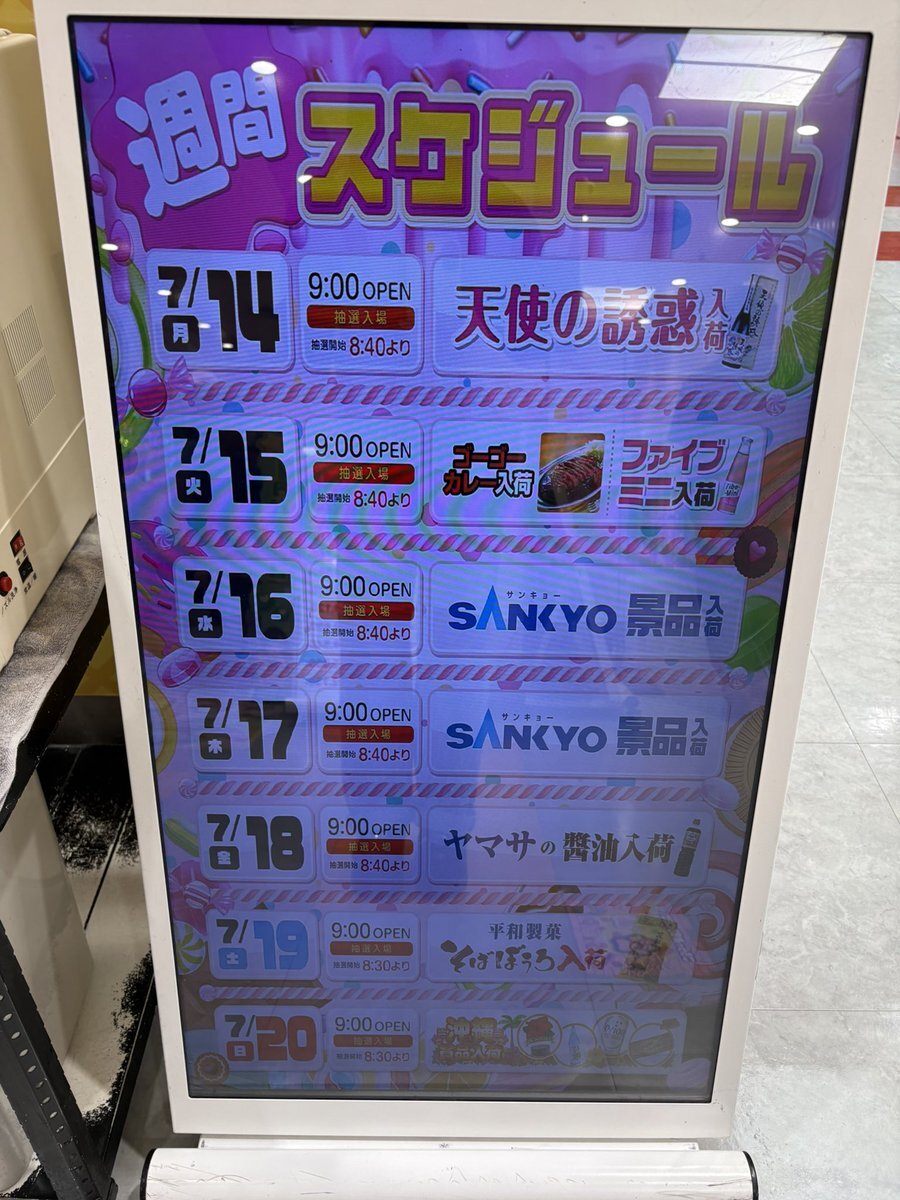 週間
スケジュール
7/14
月
9:00 OPEN
抽選入場
抽選開始 8:40より
天使の誘惑入荷
天使の誘惑
7/15
火
9:00 OPEN
抽選入場
抽選開始 8:40より
ゴーゴー
カレー入荷
ファイブ
ミニ入荷
7/16
水
9:00 OPEN
抽選入場
抽選開始 8:40より
サンキョー
SANKYO 景品入荷
7/17
木
9:00 OPEN
抽選入場
抽選開始 8:40より
サンキョー
SANKYO 景品入荷
7/18
金
9:00 OPEN
抽選入場
抽選開始 8:40より
ヤマサの醬油入荷
7/19
土
9:00 OPEN
抽選入場
抽選開始 8:30より
平和製菓
そばぼうろ入荷
7/20
日
9:00 OPEN
抽選入場
抽選開始 8:30より
沖縄
景品入荷